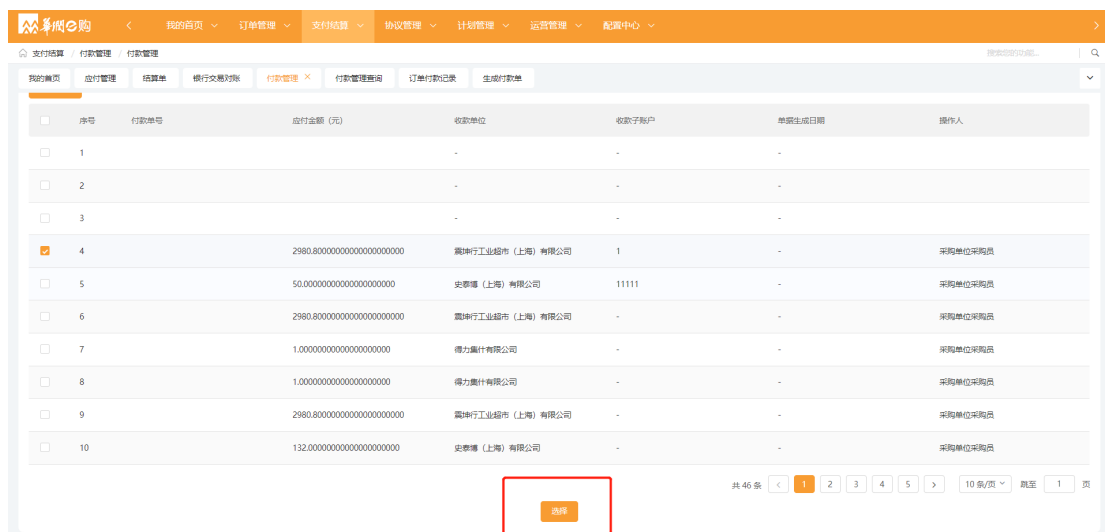 華潤e购 < 我的首页 订单管理 支付结算 协议管理 计划管理 运营管理 配置中心 >
支付结算 / 付款管理 / 付款管理 搜索您的功能...
我的首页 应付管理 结算单 银行交易对账 付款管理 × 付款管理查询 订单付款记录 生成付款单
序号 付款单号 应付金额（元） 收款单位 收款子账户 单据生成日期 操作人
1 - - -
2 - - -
3 - - -
4 2980.80000000000000000000 震坤行工业超市（上海）有限公司 1 - 采购单位采购员
5 50.00000000000000000000 史泰博（上海）有限公司 11111 - 采购单位采购员
6 2980.80000000000000000000 震坤行工业超市（上海）有限公司 - - 采购单位采购员
7 1.00000000000000000000 得力集什有限公司 - - 采购单位采购员
8 1.00000000000000000000 得力集什有限公司 - - 采购单位采购员
9 2980.80000000000000000000 震坤行工业超市（上海）有限公司 - - 采购单位采购员
10 132.00000000000000000000 史泰博（上海）有限公司 - - 采购单位采购员
共 46 条 < 1 2 3 4 5 > 10 条/页 跳至 1 页
选择